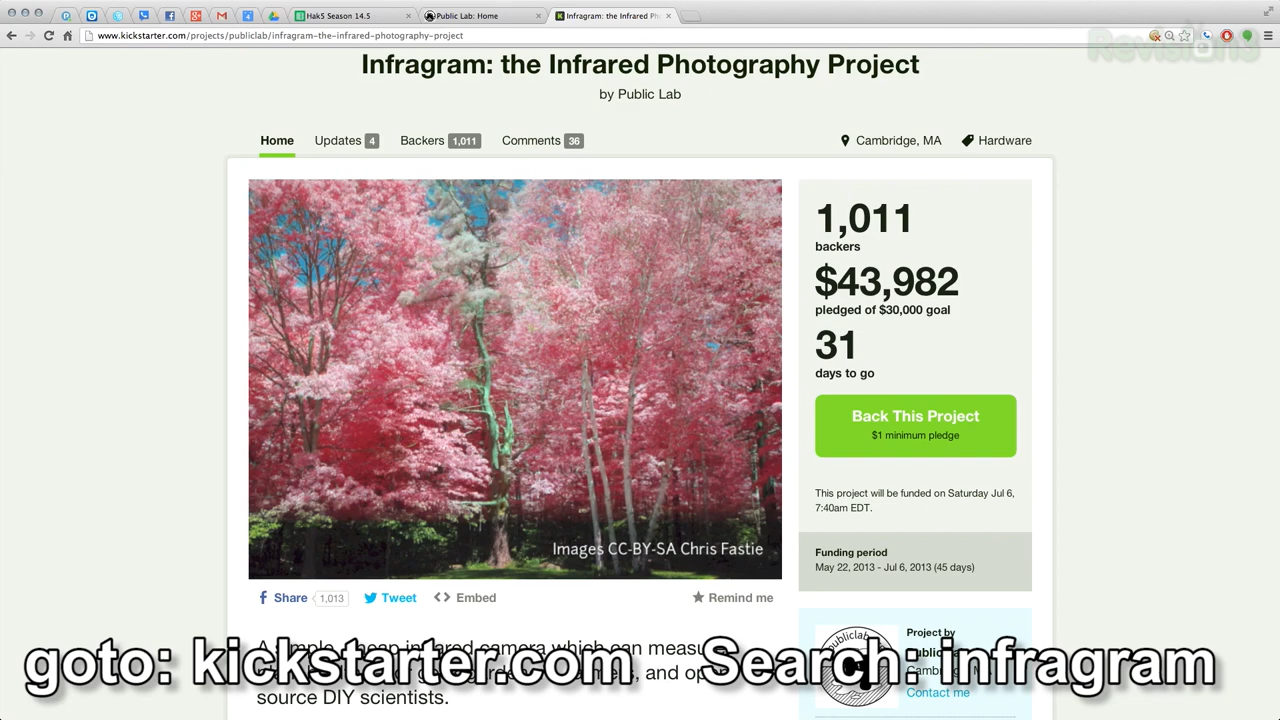 Hak5 Season 14.5
Public Lab: Home
Infragram: the Infrared Ph
www.kickstarter.com/projects/publiclab/infragram-the-infrared-photography-project
Revision3
Infragram: the Infrared Photography Project
by Public Lab
Home Updates 4 Backers 1,011 Comments 36 Cambridge, MA Hardware
1,011
backers
$43,982
pledged of $30,000 goal
31
days to go
Back This Project
$1 minimum pledge
This project will be funded on Saturday Jul 6,
7:40am EDT.
Images CC-BY-SA Chris Fastie
Funding period
May 22, 2013 - Jul 6, 2013 (45 days)
Share 1,013 Tweet Embed Remind me
Project by
Contact me
source DIY scientists.
goto: kickstarter.com Search: infragram